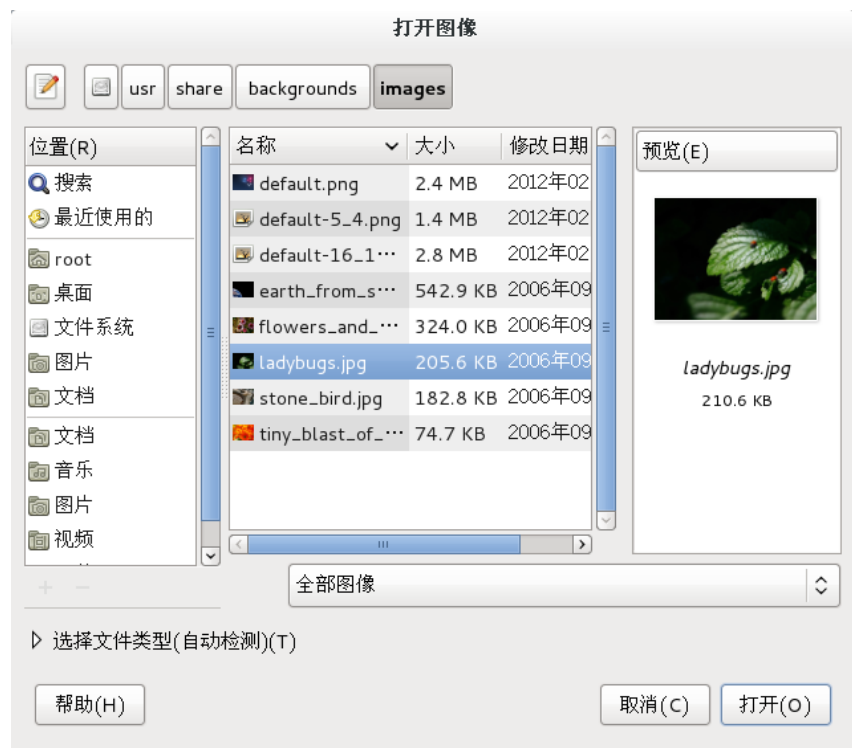 打开图像
usr share backgrounds images
位置(R)
搜索
最近使用的
root
桌面
文件系统
图片
文档
文档
音乐
图片
视频
名称 大小 修改日期
default.png 2.4 MB 2012年02
default-5_4.png 1.4 MB 2012年02
default-16_1··· 2.8 MB 2012年02
earth_from_s··· 542.9 KB 2006年09
flowers_and_··· 324.0 KB 2006年09
ladybugs.jpg 205.6 KB 2006年09
stone_bird.jpg 182.8 KB 2006年09
tiny_blast_of_··· 74.7 KB 2006年09
预览(E)
ladybugs.jpg
210.6 KB
全部图像
选择文件类型(自动检测)(T)
帮助(H) 取消(C) 打开(O)